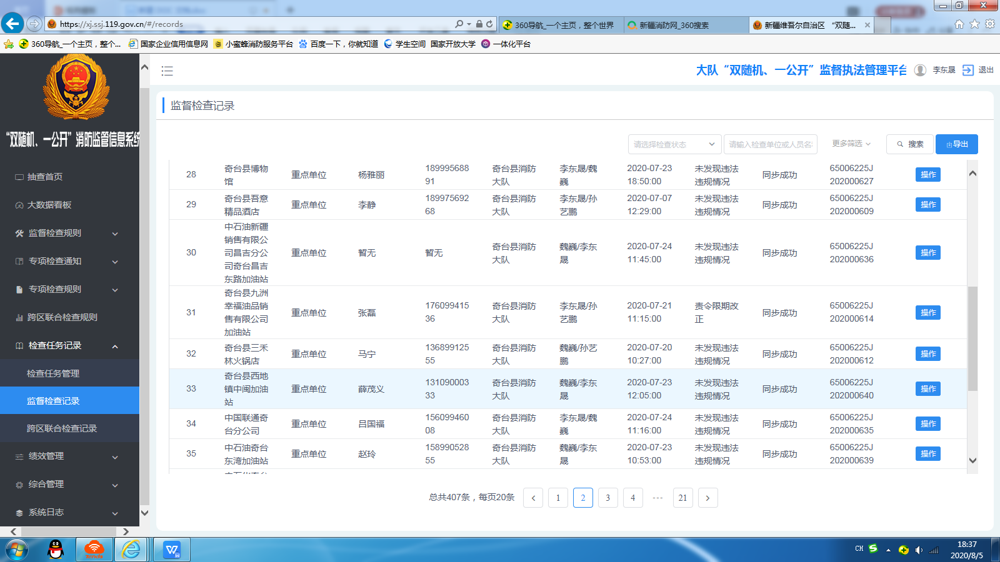 https://xj.ssj.119.gov.cn/#/records
360导航_一个主页，整个世界
新疆消防网_360搜索
新疆维吾尔自治区 “双随...
360导航_一个主页，整个...
国家企业信用信息网
小蜜蜂消防服务平台
百度一下，你就知道
学生空间
国家开放大学
一体化平台
“双随机、一公开”消防监管信息系统
大队“双随机、一公开”监督执法管理平台
李东晟
退出
抽查首页
大数据看板
监督检查规则
专项检查通知
专项检查规则
跨区联合检查规则
检查任务记录
检查任务管理
监督检查记录
跨区联合检查记录
绩效管理
综合管理
系统日志
监督检查记录
请选择检查状态
请输入检查单位或人员名
更多筛选
搜索
导出
28 奇台县博物 重点单位 杨雅丽 189995688 奇台县消防 李东晟/魏 2020-07-23 未发现违法 同步成功 65006225J 操作
馆 91 大队 巍 18:50:00 违规情况 202000627
29 奇台县吾意 重点单位 李静 189975692 奇台县消防 李东晟/孙 2020-07-07 未发现违法 同步成功 65006225J 操作
精品酒店 68 大队 艺鹏 12:29:00 违规情况 202000609
中石油新疆
销售有限公
30 司昌吉分公 重点单位 暂无 暂无 奇台县消防 魏巍/李东 2020-07-24 未发现违法 同步成功 65006225J 操作
司奇台昌吉 大队 晟 11:45:00 违规情况 202000636
东路加油站
奇台县九洲
31 幸福油品销 重点单位 张磊 176099415 奇台县消防 李东晟/孙 2020-07-21 责令限期改 同步成功 65006225J 操作
售有限公司 36 大队 艺鹏 11:15:00 正 202000614
加油站
32 奇台县三禾 重点单位 马宁 136899125 奇台县消防 魏巍/孙艺 2020-07-20 未发现违法 同步成功 65006225J 操作
林火锅店 55 大队 鹏 10:27:00 违规情况 202000612
奇台县西地
33 镇中闽加油 重点单位 薛茂义 131090003 奇台县消防 魏巍/李东 2020-07-23 未发现违法 同步成功 65006225J 操作
站 33 大队 晟 12:05:00 违规情况 202000640
34 中国联通奇 重点单位 吕国福 156099460 奇台县消防 李东晟/魏 2020-07-24 未发现违法 同步成功 65006225J 操作
台分公司 08 大队 巍 11:16:00 违规情况 202000635
35 中石油奇台 重点单位 赵玲 158990528 奇台县消防 魏巍/李东 2020-07-23 未发现违法 同步成功 65006225J 操作
东湾加油站 55 大队 晟 10:53:00 违规情况 202000639
总共407条，每页20条 1 2 3 4 ••• 21
CH
18:37
2020/8/5